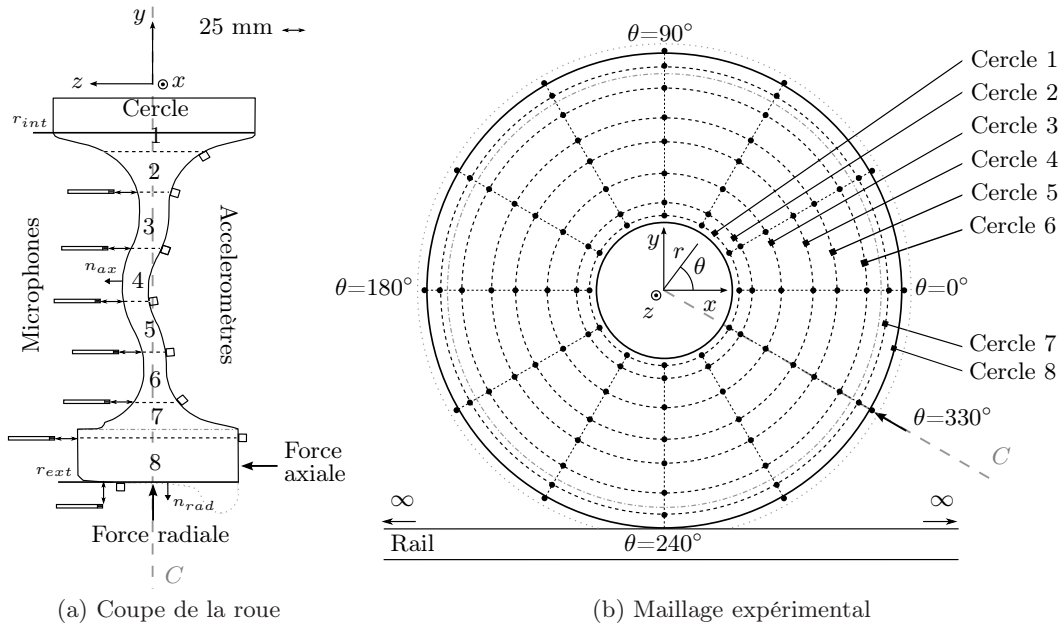 y
25 mm
z
x
Cercle
r_int
1
2
3
4
5
6
7
8
Microphones
Acceleromètres
n_ax
r_ext
n_rad
Force
axiale
Force radiale
C
(a) Coupe de la roue
θ=90°
Cercle 1
Cercle 2
Cercle 3
Cercle 4
Cercle 5
Cercle 6
θ=180°
y
r
θ
x
z
θ=0°
Cercle 7
Cercle 8
θ=330°
C
∞
∞
Rail
θ=240°
(b) Maillage expérimental